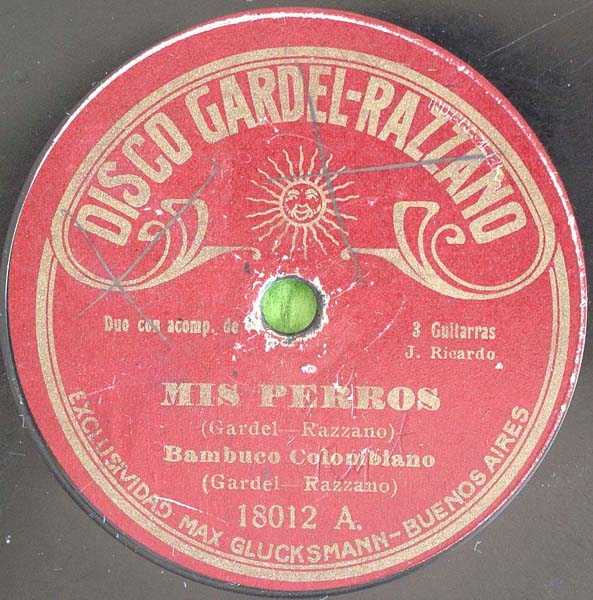 DISCO GARDEL-RAZZANO
Duo con acomp. de 3 Guitarras
J. Ricardo
MIS PERROS
(Gardel—Razzano)
Bambuco Colombiano
(Gardel—Razzano)
18012 A.
EXCLUSIVIDAD MAX GLUCKSMANN-BUENOS AIRES